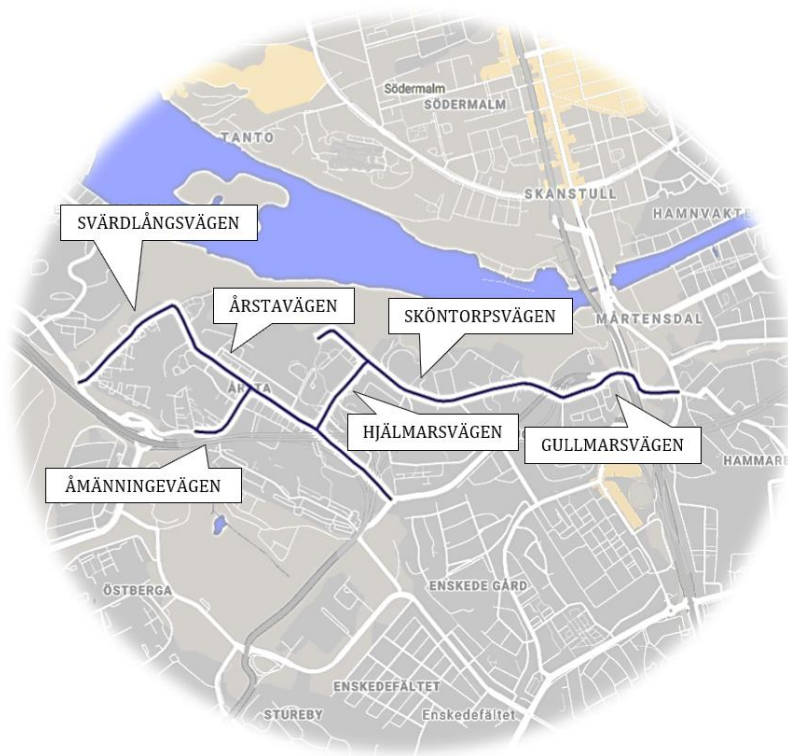 Södermalm
SÖDERMALM
TANTO
SKANSTULL
HAMNVAKTE
SVÄRDLÅNGSVÄGEN
ÅRSTAVÄGEN
SKÖNTORPSVÄGEN
MÅRTENSDAL
ÅRSTA
HJÄLMARSVÄGEN
GULLMARSVÄGEN
HAMMARB
ÅMÄNNINGEVÄGEN
ÖSTBERGA
ENSKEDE GÅRD
ENSKEDEFÄLTET
STUREBY
Enskedefältet